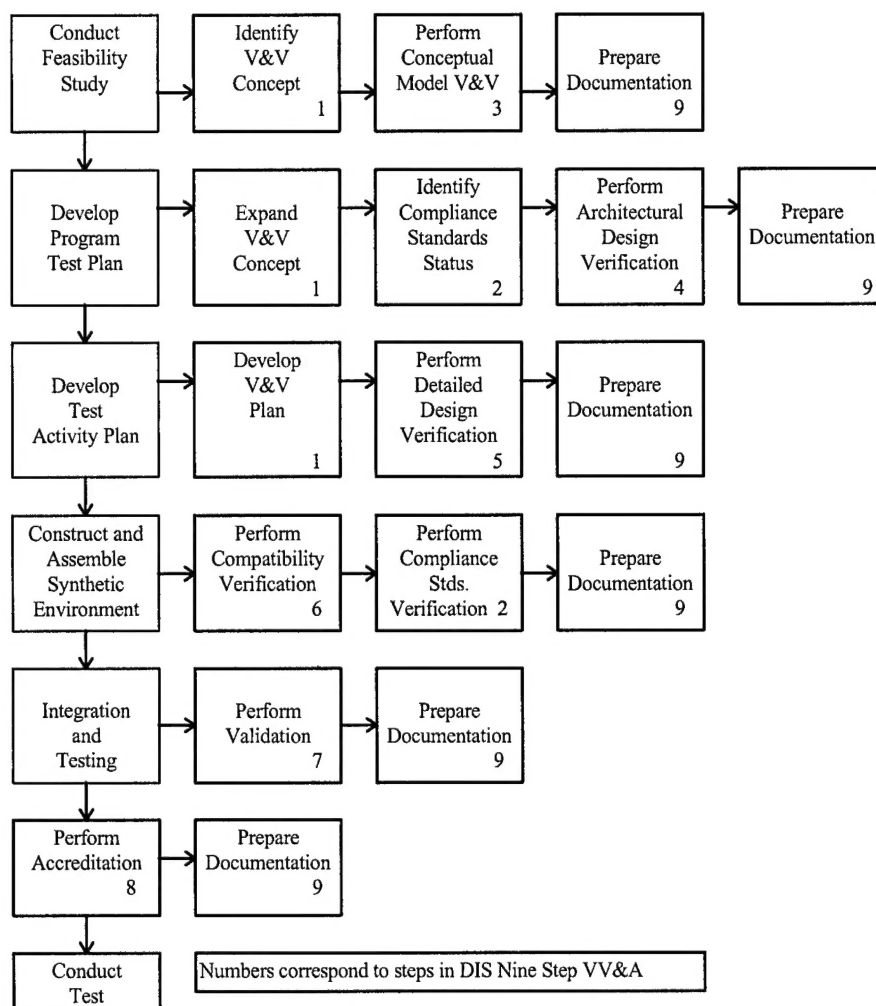 Conduct
Feasibility
Study
Identify
V&V
Concept
1
Perform
Conceptual
Model V&V
3
Prepare
Documentation
9
Develop
Program
Test Plan
Expand
V&V
Concept
1
Identify
Compliance
Standards
Status
2
Perform
Architectural
Design
Verification
4
Prepare
Documentation
9
Develop
Test
Activity Plan
Develop
V&V
Plan
1
Perform
Detailed
Design
Verification
5
Prepare
Documentation
9
Construct and
Assemble
Synthetic
Environment
Perform
Compatibility
Verification
6
Perform
Compliance
Stds.
Verification 2
Prepare
Documentation
9
Integration
and
Testing
Perform
Validation
7
Prepare
Documentation
9
Perform
Accreditation
8
Prepare
Documentation
9
Conduct
Test
Numbers correspond to steps in DIS Nine Step VV&A